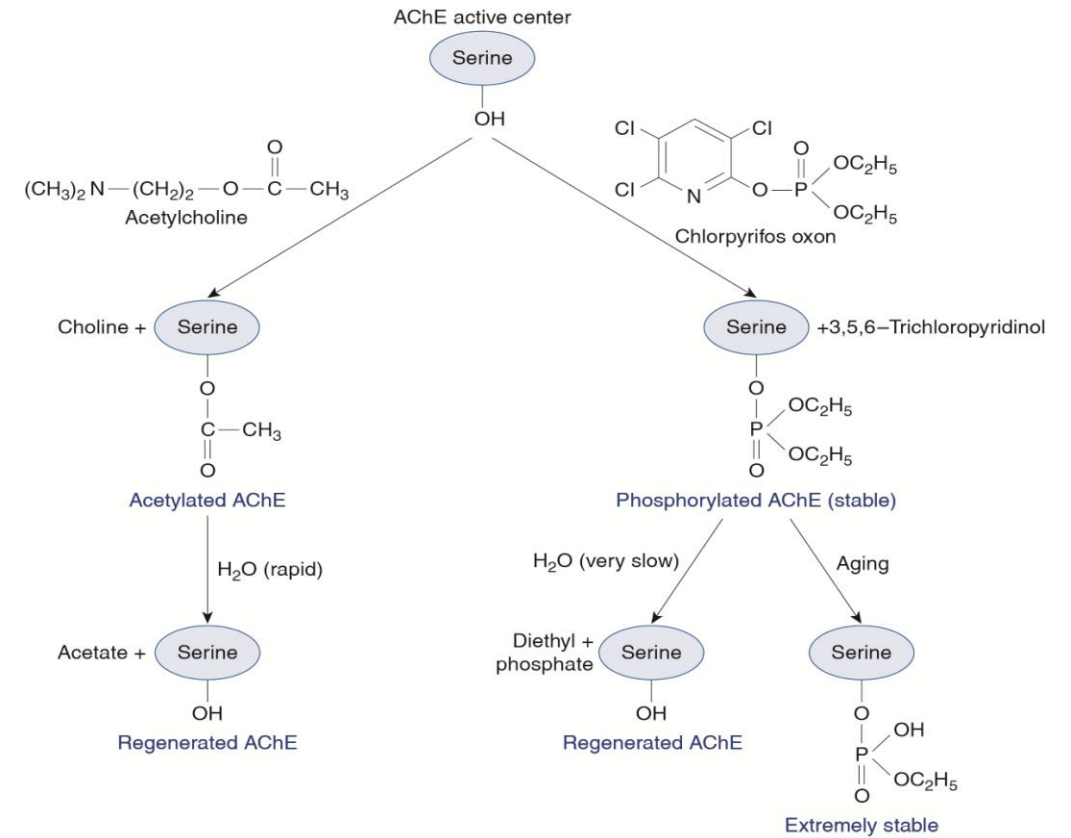 AChE active center
Serine
OH
O
(CH₃)₂ N—(CH₂)₂—O—C—CH₃
Acetylcholine
Cl
Cl
Cl
N
O
O—P
OC₂H₅
OC₂H₅
Chlorpyrifos oxon
Choline +
Serine
O
C—CH₃
O
Acetylated AChE
Serine
+3,5,6–Trichloropyridinol
O
P
OC₂H₅
OC₂H₅
O
Phosphorylated AChE (stable)
H₂O (rapid)
H₂O (very slow)
Aging
Acetate +
Serine
OH
Regenerated AChE
Diethyl +
phosphate
Serine
OH
Regenerated AChE
Serine
O
OH
P
OC₂H₅
O
Extremely stable